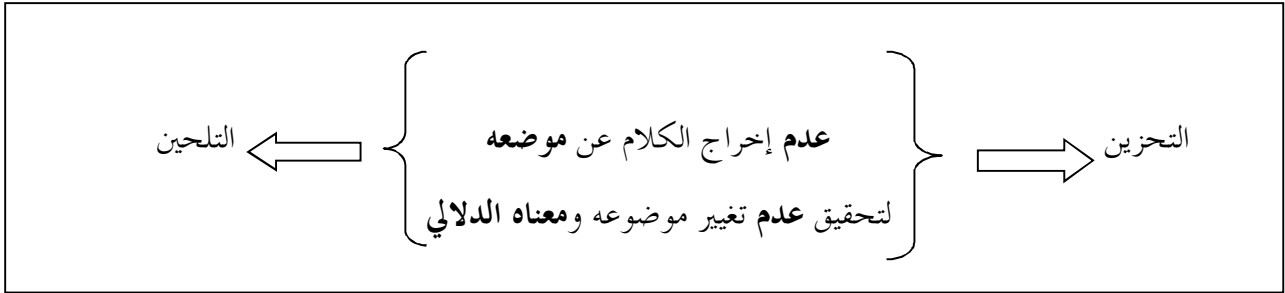 عدم إخراج الكلام عن موضعه
التحزين
التلحين
لتحقيق عدم تغيير موضوعه ومعناه الدلالي